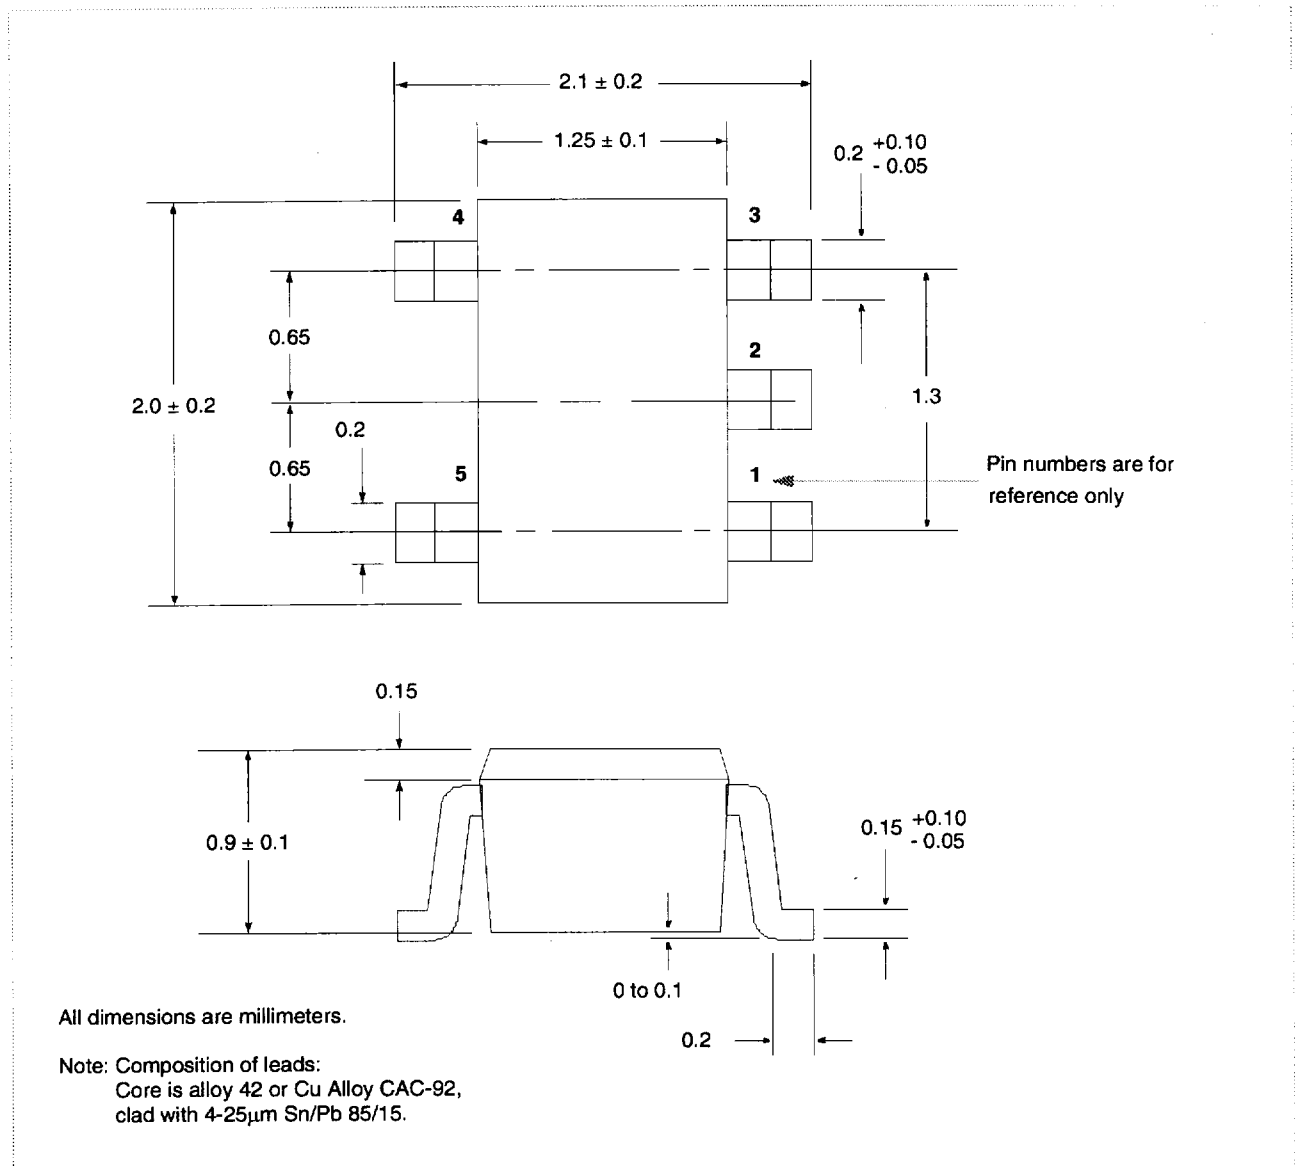 2.1 ± 0.2
1.25 ± 0.1
0.2 +0.10
- 0.05
4
3
0.65
2
2.0 ± 0.2
1.3
0.2
0.65
5
1
Pin numbers are for
reference only
0.15
0.9 ± 0.1
0.15 +0.10
- 0.05
0 to 0.1
0.2
All dimensions are millimeters.
Note: Composition of leads:
Core is alloy 42 or Cu Alloy CAC-92,
clad with 4-25µm Sn/Pb 85/15.